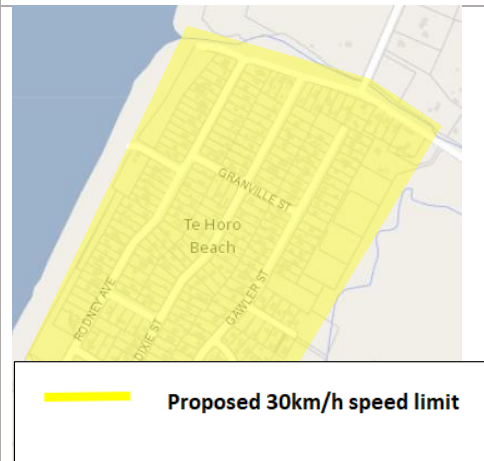 GRANVILLE ST
Te Horo
Beach
RODNEY AVE
DIXIE ST
GAWLER ST
Proposed 30km/h speed limit